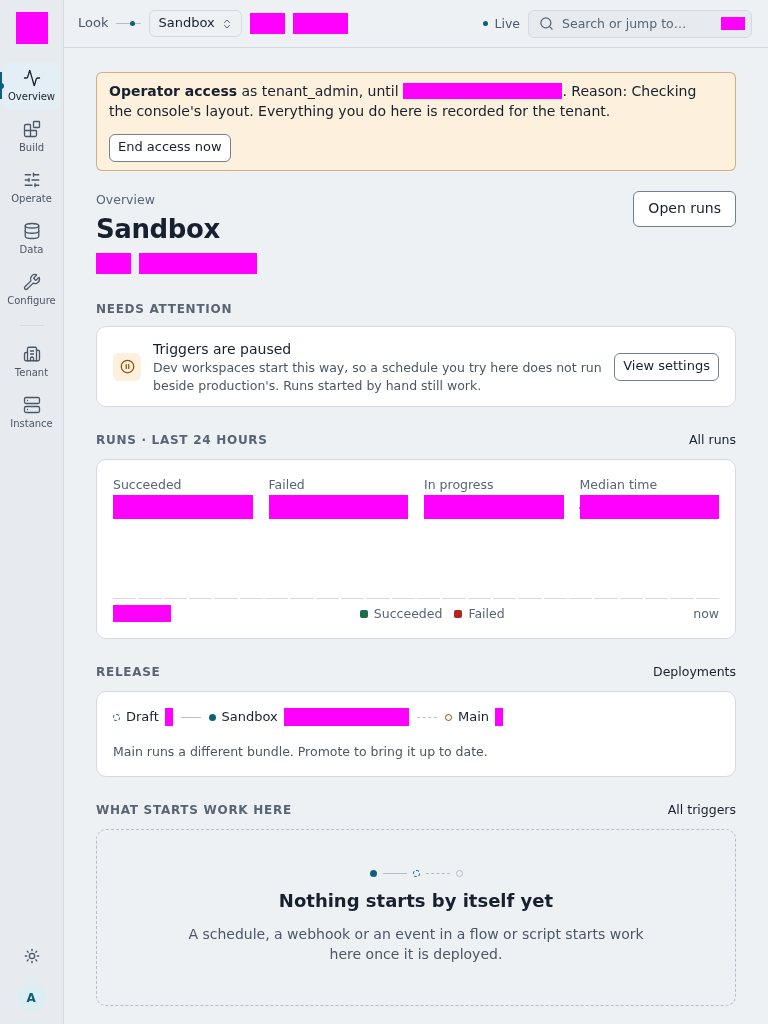 Look
Sandbox
Live
Search or jump to…
Overview
Build
Operate
Data
Configure
Tenant
Instance
A
Operator access as tenant_admin, until . Reason: Checking
the console's layout. Everything you do here is recorded for the tenant.
End access now
Overview
Sandbox
Open runs
NEEDS ATTENTION
Triggers are paused
Dev workspaces start this way, so a schedule you try here does not run
beside production's. Runs started by hand still work.
View settings
RUNS · LAST 24 HOURS
All runs
Succeeded
Failed
In progress
Median time
Succeeded
Failed
now
RELEASE
Deployments
Draft
Sandbox
Main
Main runs a different bundle. Promote to bring it up to date.
WHAT STARTS WORK HERE
All triggers
Nothing starts by itself yet
A schedule, a webhook or an event in a flow or script starts work
here once it is deployed.